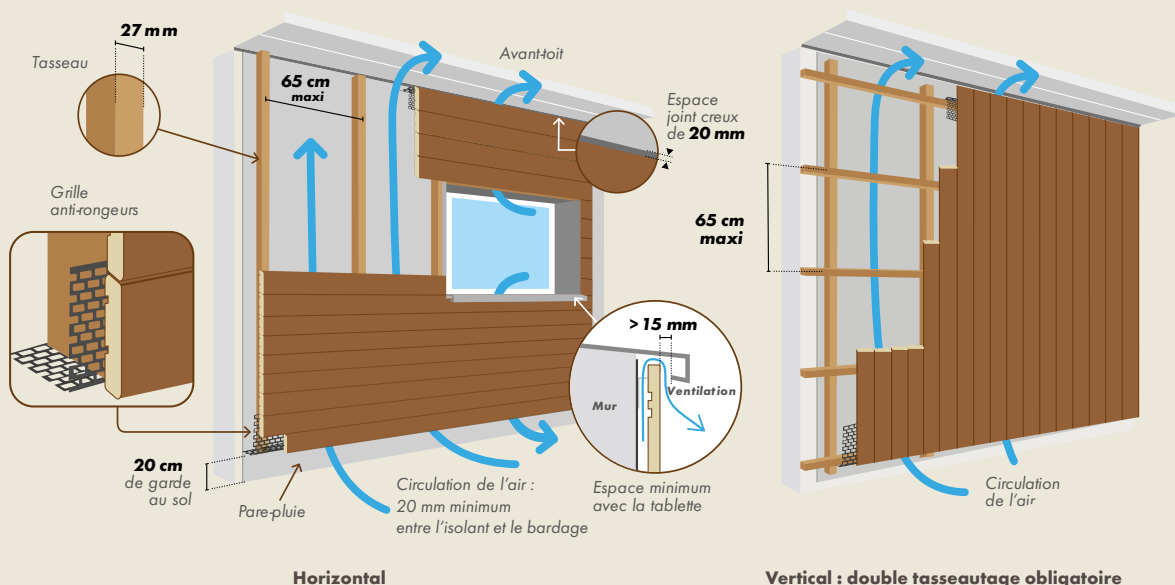 27 mm
Tasseau
65 cm
maxi
Avant-toit
Espace
joint creux
de 20 mm
Grille
anti-rongeurs
> 15 mm
Mur
Ventilation
20 cm
de garde
au sol
Pare-pluie
Circulation de l’air :
20 mm minimum
entre l’isolant et le bardage
Espace minimum
avec la tablette
Horizontal
65 cm
maxi
Circulation
de l’air
Vertical : double tasseautage obligatoire